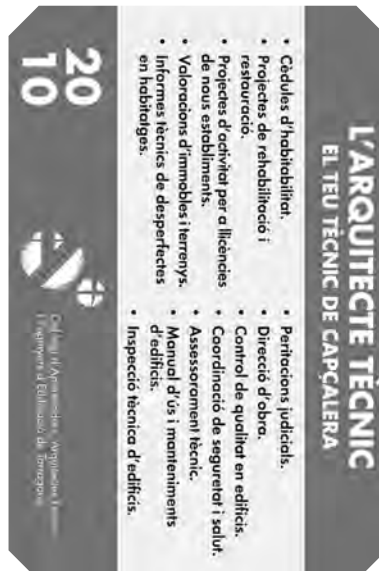 L'ARQUITECTE TÈCNIC
EL TEU TÈCNIC DE CAPÇALERA
• Cèdules d'habitabilitat.
• Projectes de rehabilitació i
restauració.
• Projectes d'activitat per a llicències
de nous establiments.
• Valoracions d'immobles i terrenys.
• Informes tècnics de desperfectes
en habitatges.
• Peritacions judicials.
• Direcció d'obra.
• Control de qualitat en edificis.
• Coordinació de seguretat i salut.
• Assessorament tècnic.
• Manual d'ús i manteniments
d'edificis.
• Inspecció tècnica d'edificis.
20
10
Col·legi d'Aparelladors, Arquitectes Tècnics
i Enginyers d'Edificació de Tarragona